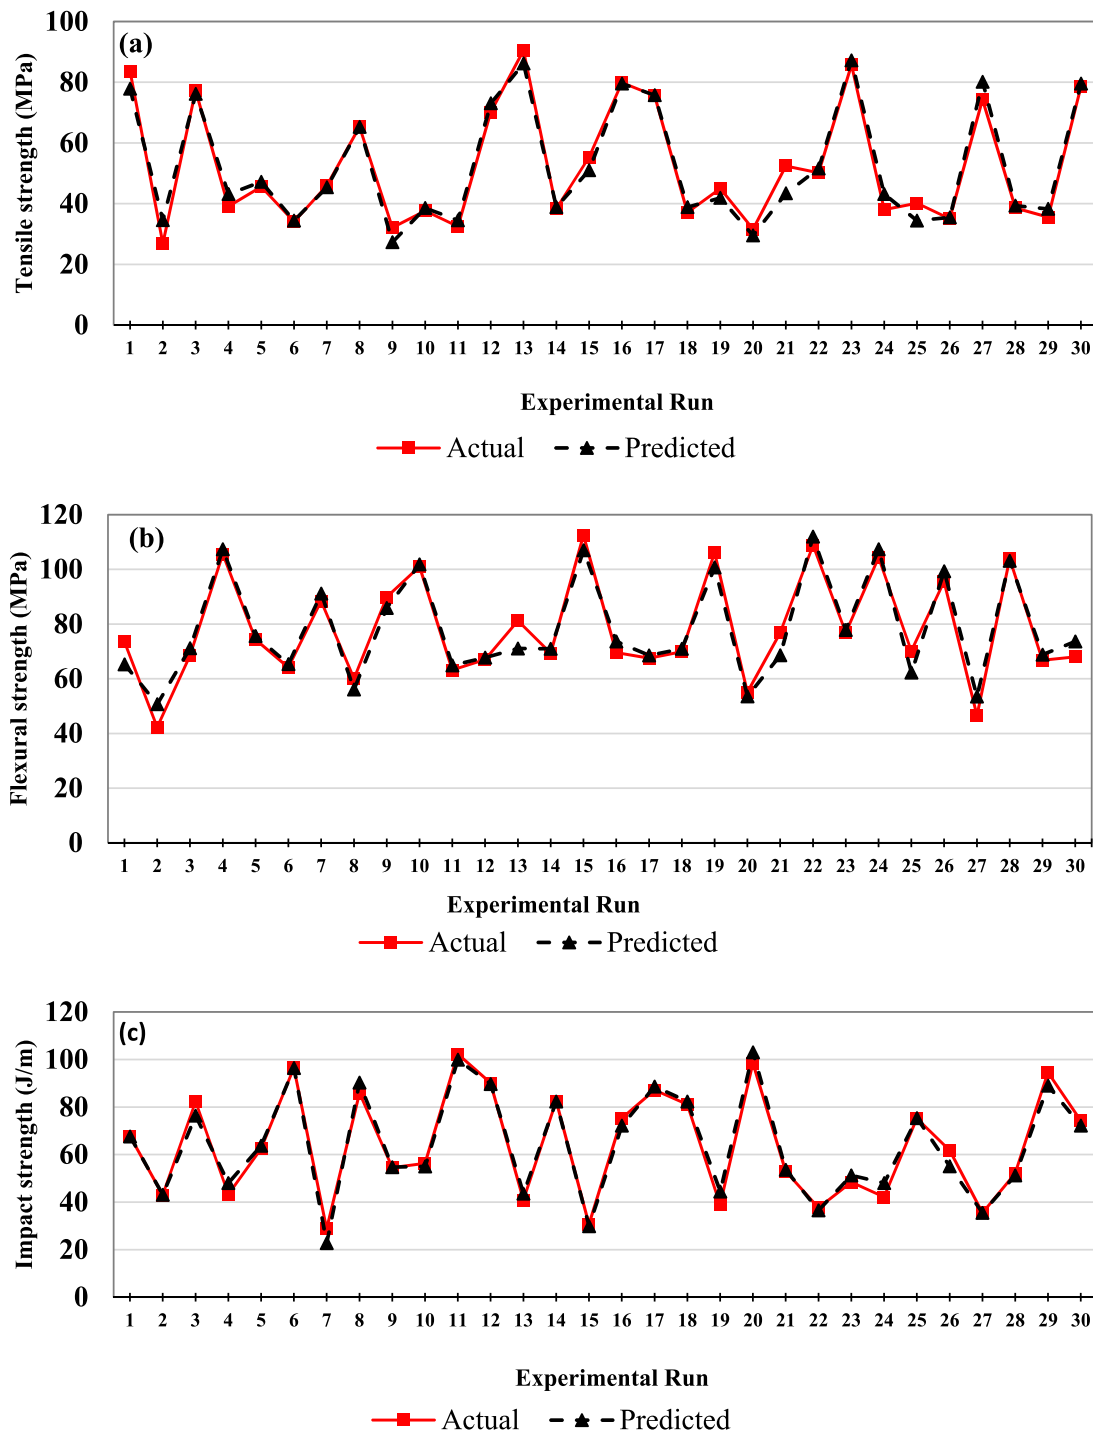 (a)
Tensile strength (MPa)
100
80
60
40
20
0
1 2 3 4 5 6 7 8 9 10 11 12 13 14 15 16 17 18 19 20 21 22 23 24 25 26 27 28 29 30
Experimental Run
Actual Predicted
(b)
Flexural strength (MPa)
120
100
80
60
40
20
0
1 2 3 4 5 6 7 8 9 10 11 12 13 14 15 16 17 18 19 20 21 22 23 24 25 26 27 28 29 30
Experimental Run
Actual Predicted
(c)
Impact strength (J/m)
120
100
80
60
40
20
0
1 2 3 4 5 6 7 8 9 10 11 12 13 14 15 16 17 18 19 20 21 22 23 24 25 26 27 28 29 30
Experimental Run
Actual Predicted